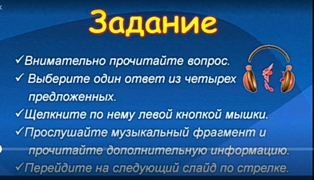 Задание
Внимательно прочитайте вопрос.
Выберите один ответ из четырех
предложенных.
Щелкните по нему левой кнопкой мышки.
Прослушайте музыкальный фрагмент и
прочитайте дополнительную информацию.
Перейдите на следующий слайд по стрелке.